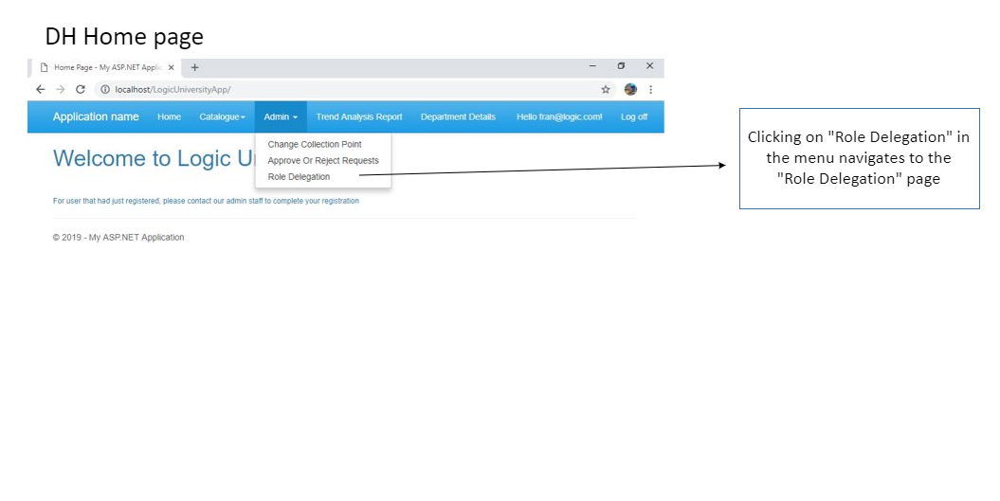 DH Home page
Home Page - My ASP.NET Applic
localhost/LogicUniversityApp/
Application name Home Catalogue Admin Trend Analysis Report Department Details Hello fran@logic.com! Log off
Change Collection Point
Welcome to Logic U
Approve Or Reject Requests
Role Delegation
For user that had just registered, please contact our admin staff to complete your registration
© 2019 - My ASP.NET Application
Clicking on "Role Delegation" in
the menu navigates to the
"Role Delegation" page